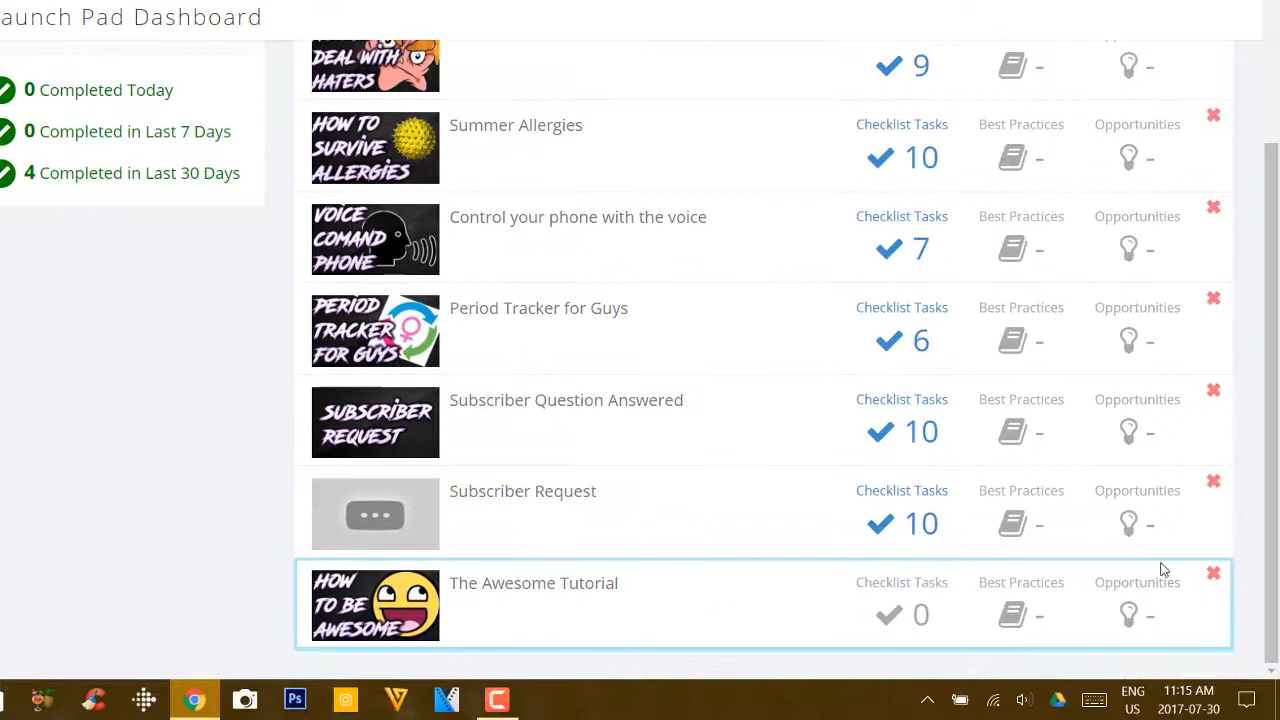 aunch Pad Dashboard
0 Completed Today
0 Completed in Last 7 Days
4 Completed in Last 30 Days
DEAL WITH
HATERS
9
-
-
HOW TO
SURVIVE
ALLERGIES
Summer Allergies
Checklist Tasks Best Practices Opportunities
10 - -
VOICE
COMAND
PHONE
Control your phone with the voice
Checklist Tasks Best Practices Opportunities
7 - -
PERIOD
TRACKER
FOR GUYS
Period Tracker for Guys
Checklist Tasks Best Practices Opportunities
6 - -
SUBSCRIBER
REQUEST
Subscriber Question Answered
Checklist Tasks Best Practices Opportunities
10 - -
Subscriber Request
Checklist Tasks Best Practices Opportunities
10 - -
HOW
TO BE
AWESOME
The Awesome Tutorial
Checklist Tasks Best Practices Opportunities
0 - -
Ps
ENG
US
11:15 AM
2017-07-30